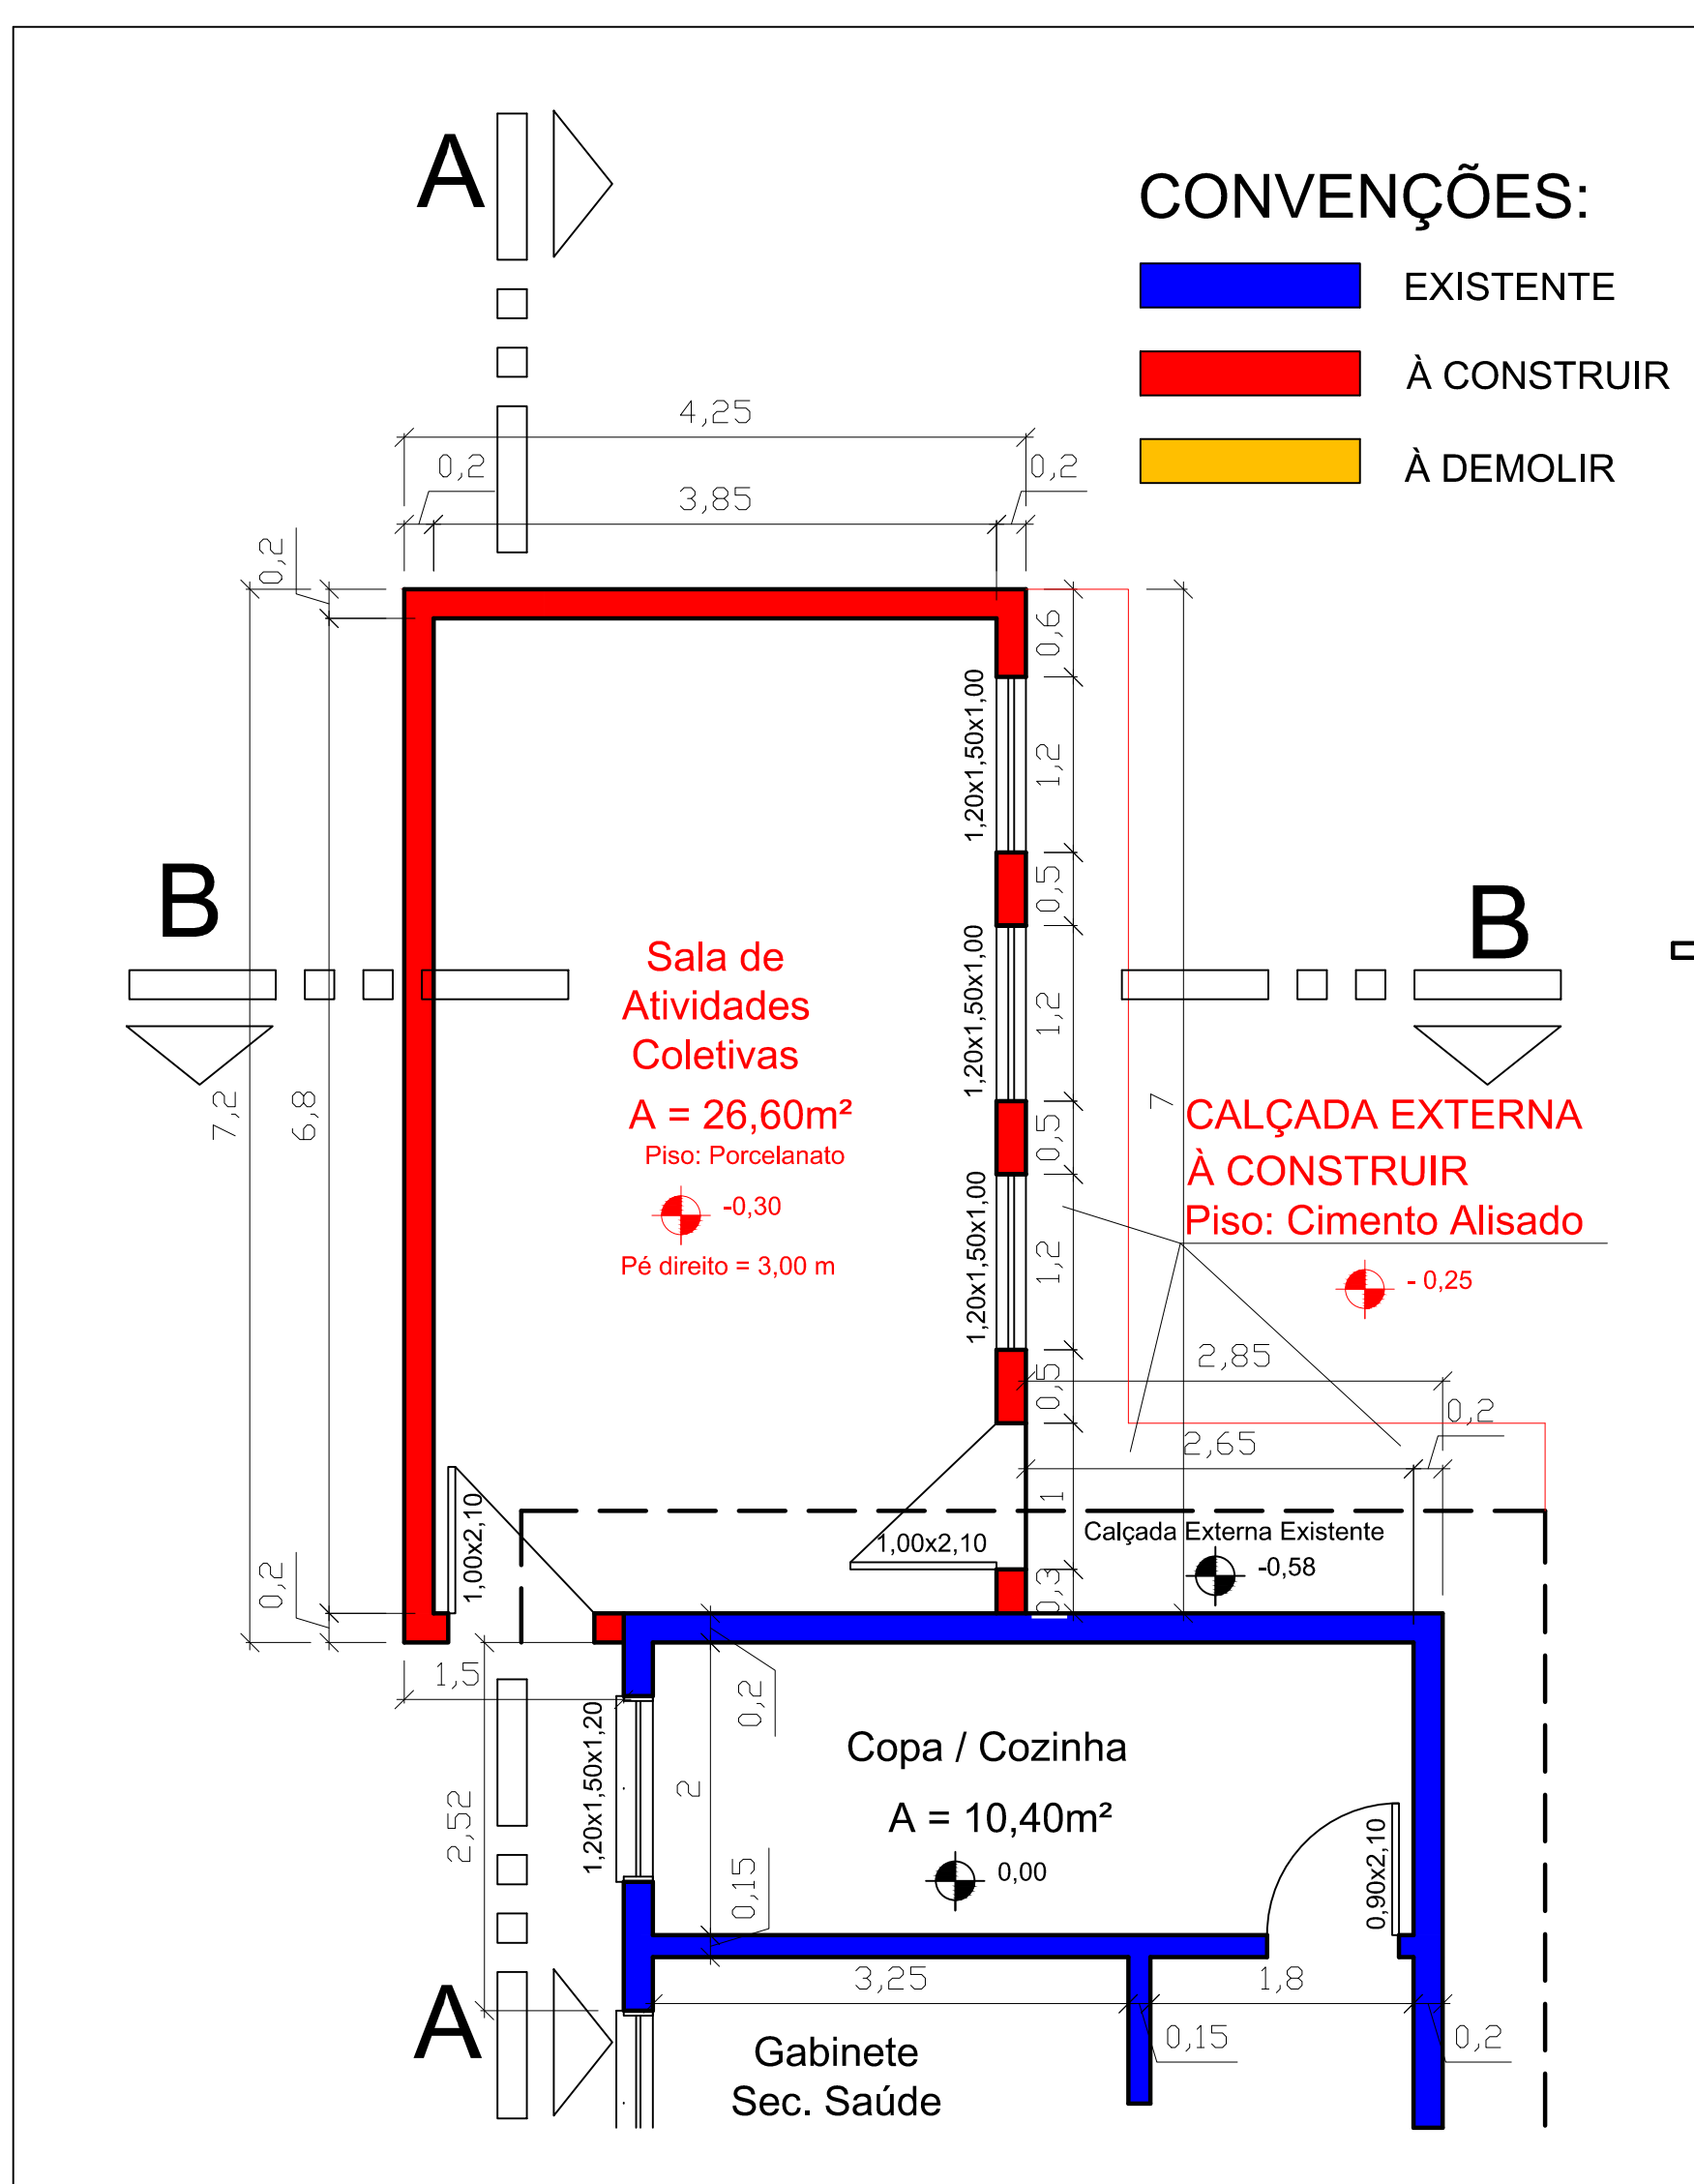 A
CONVENÇÕES:
EXISTENTE
À CONSTRUIR
À DEMOLIR
4,25
0,2
0,2
3,85
0,2
0,6
1,20x1,50x1,00
1,2
0,5
B
B
Sala de
Atividades
Coletivas
A = 26,60m²
Piso: Porcelanato
-0,30
Pé direito = 3,00 m
1,20x1,50x1,00
1,2
7,2
6,8
7
0,5
CALÇADA EXTERNA
À CONSTRUIR
Piso: Cimento Alisado
- 0,25
1,20x1,50x1,00
1,2
2,85
0,5
0,2
2,65
1
1,00x2,10
1,00x2,10
Calçada Externa Existente
-0,58
0,2
0,3
1,5
0,2
1,20x1,50x1,20
Copa / Cozinha
2
A = 10,40m²
0,00
2,52
0,15
0,90x2,10
3,25
1,8
A
0,15
0,2
Gabinete
Sec. Saúde